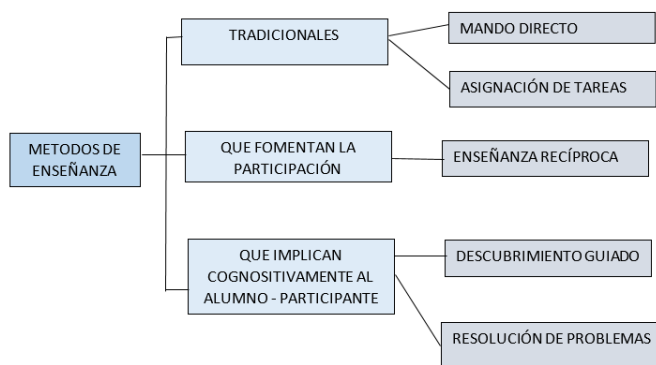 METODOS DE
ENSEÑANZA
TRADICIONALES
MANDO DIRECTO
ASIGNACIÓN DE TAREAS
QUE FOMENTAN LA
PARTICIPACIÓN
ENSEÑANZA RECÍPROCA
QUE IMPLICAN
COGNOSITIVAMENTE AL
ALUMNO - PARTICIPANTE
DESCUBRIMIENTO GUIADO
RESOLUCIÓN DE PROBLEMAS